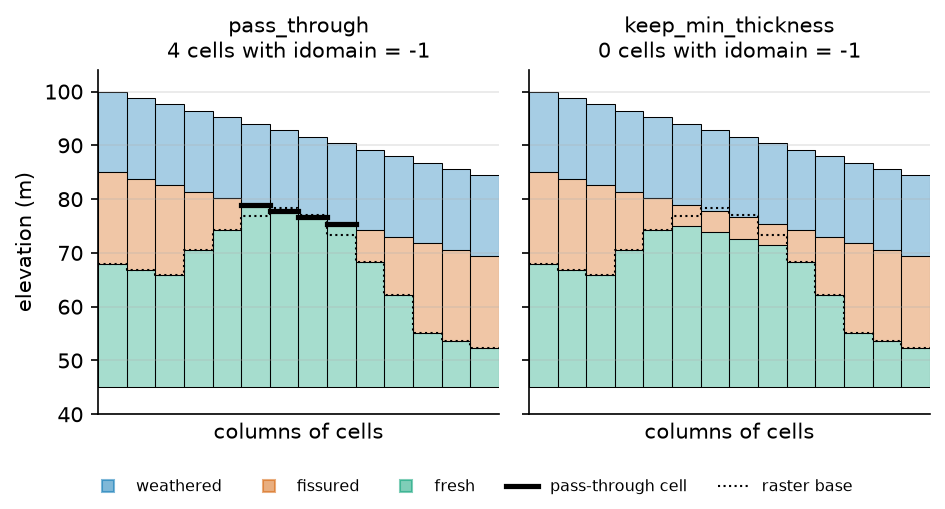 pass_through
4 cells with idomain = -1
keep_min_thickness
0 cells with idomain = -1
elevation (m)
100
90
80
70
60
50
40
columns of cells
columns of cells
weathered
fissured
fresh
pass-through cell
raster base